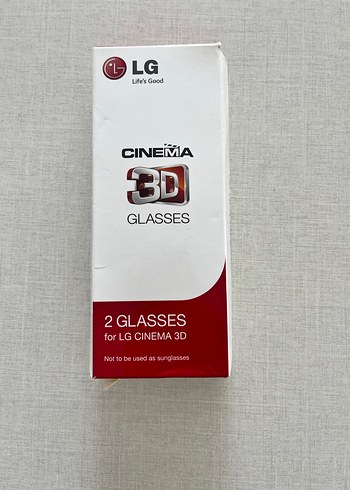 LG
Life's Good
CINEMA
3D
GLASSES
2 GLASSES
for LG CINEMA 3D
Not to be used as sunglasses